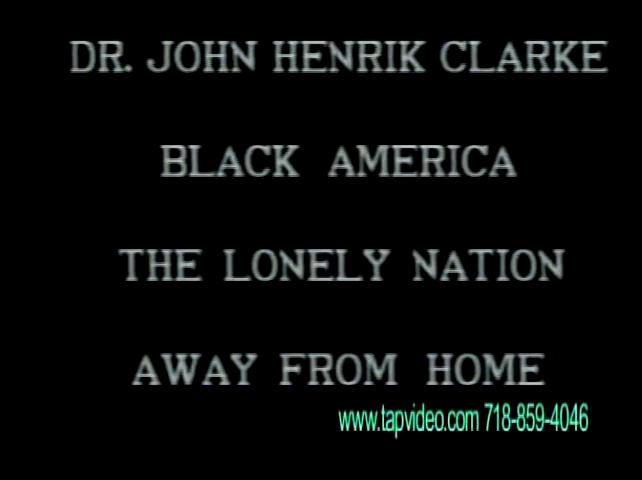 DR. JOHN HENRIK CLARKE
BLACK AMERICA
THE LONELY NATION
AWAY FROM HOME
www.tapvideo.com 718-859-4046